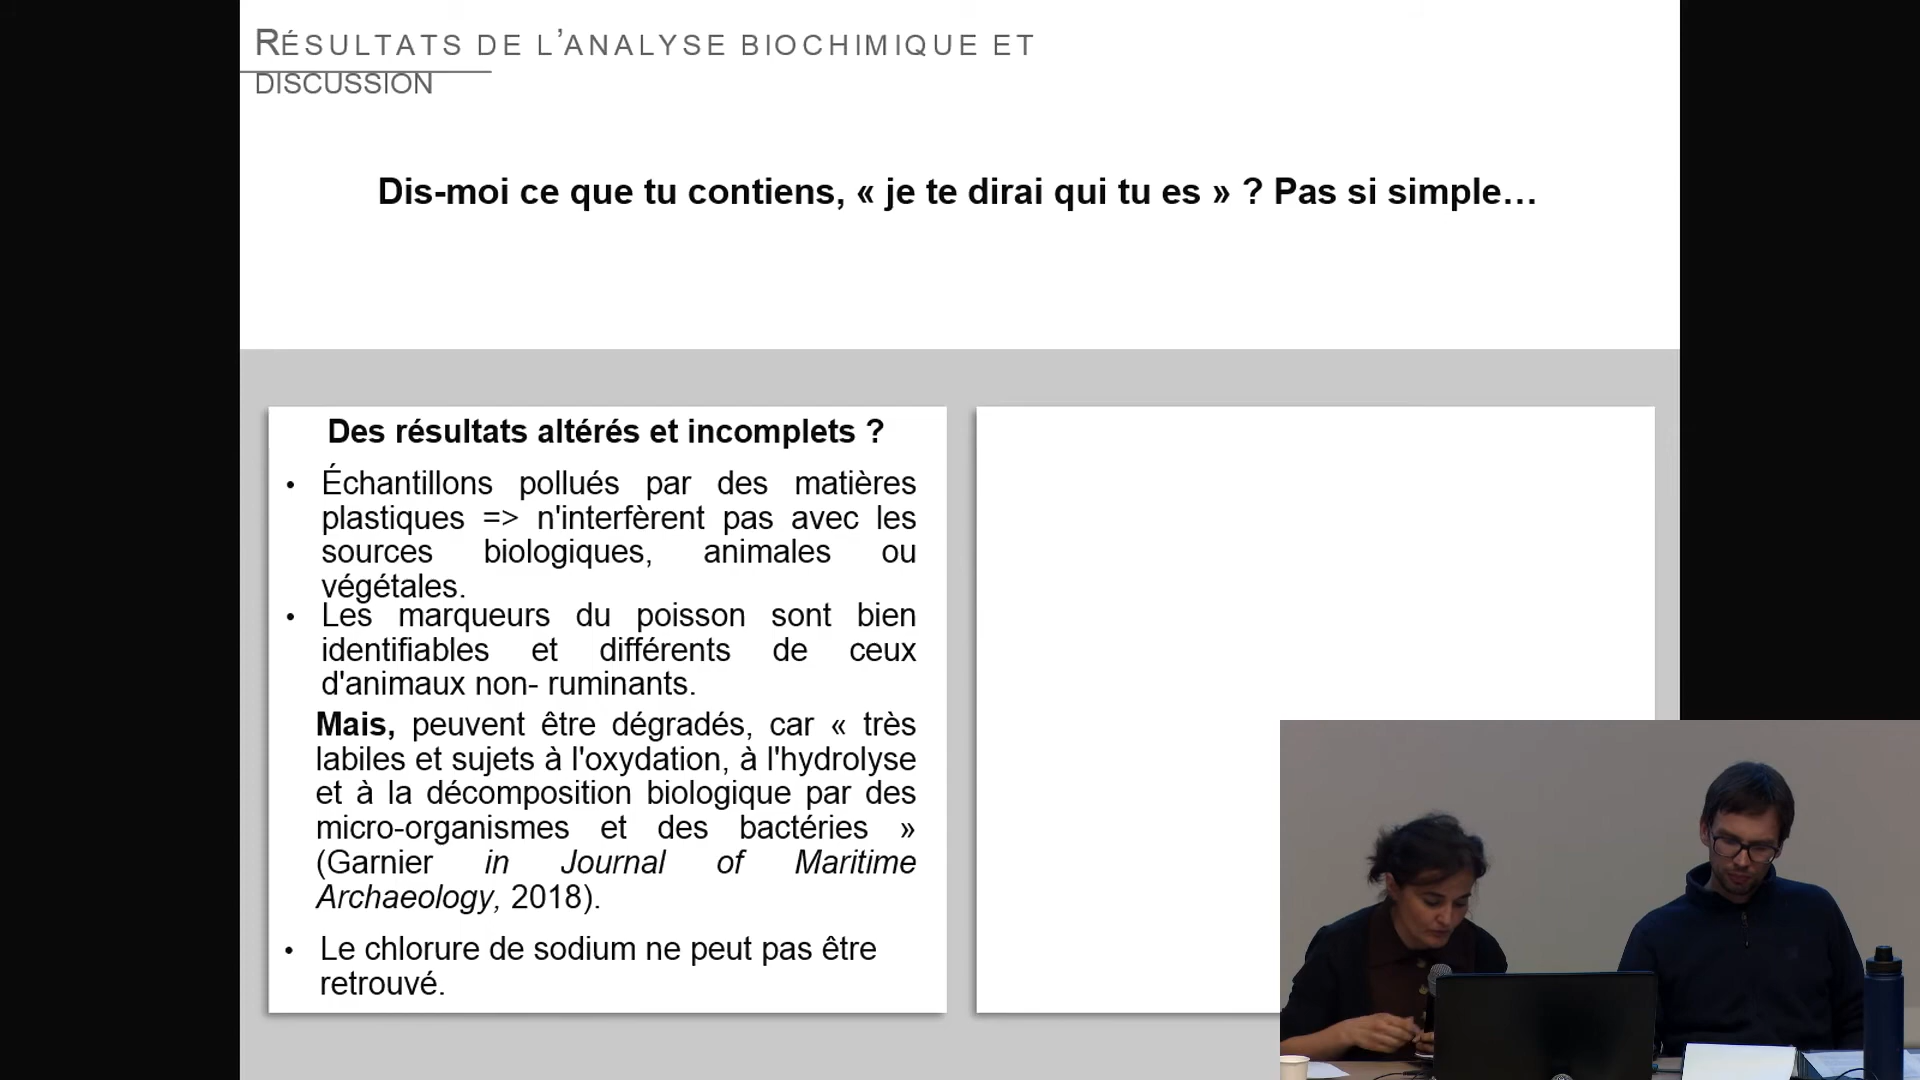 RÉSULTATS DE L'ANALYSE BIOCHIMIQUE ET
DISCUSSION
Dis-moi ce que tu contiens, « je te dirai qui tu es » ? Pas si simple…
Des résultats altérés et incomplets ?
• Échantillons pollués par des matières
plastiques => n'interfèrent pas avec les
sources biologiques, animales ou
végétales.
• Les marqueurs du poisson sont bien
identifiables et différents de ceux
d'animaux non- ruminants.
Mais, peuvent être dégradés, car « très
labiles et sujets à l'oxydation, à l'hydrolyse
et à la décomposition biologique par des
micro-organismes et des bactéries »
(Garnier in Journal of Maritime
Archaeology, 2018).
• Le chlorure de sodium ne peut pas être
retrouvé.